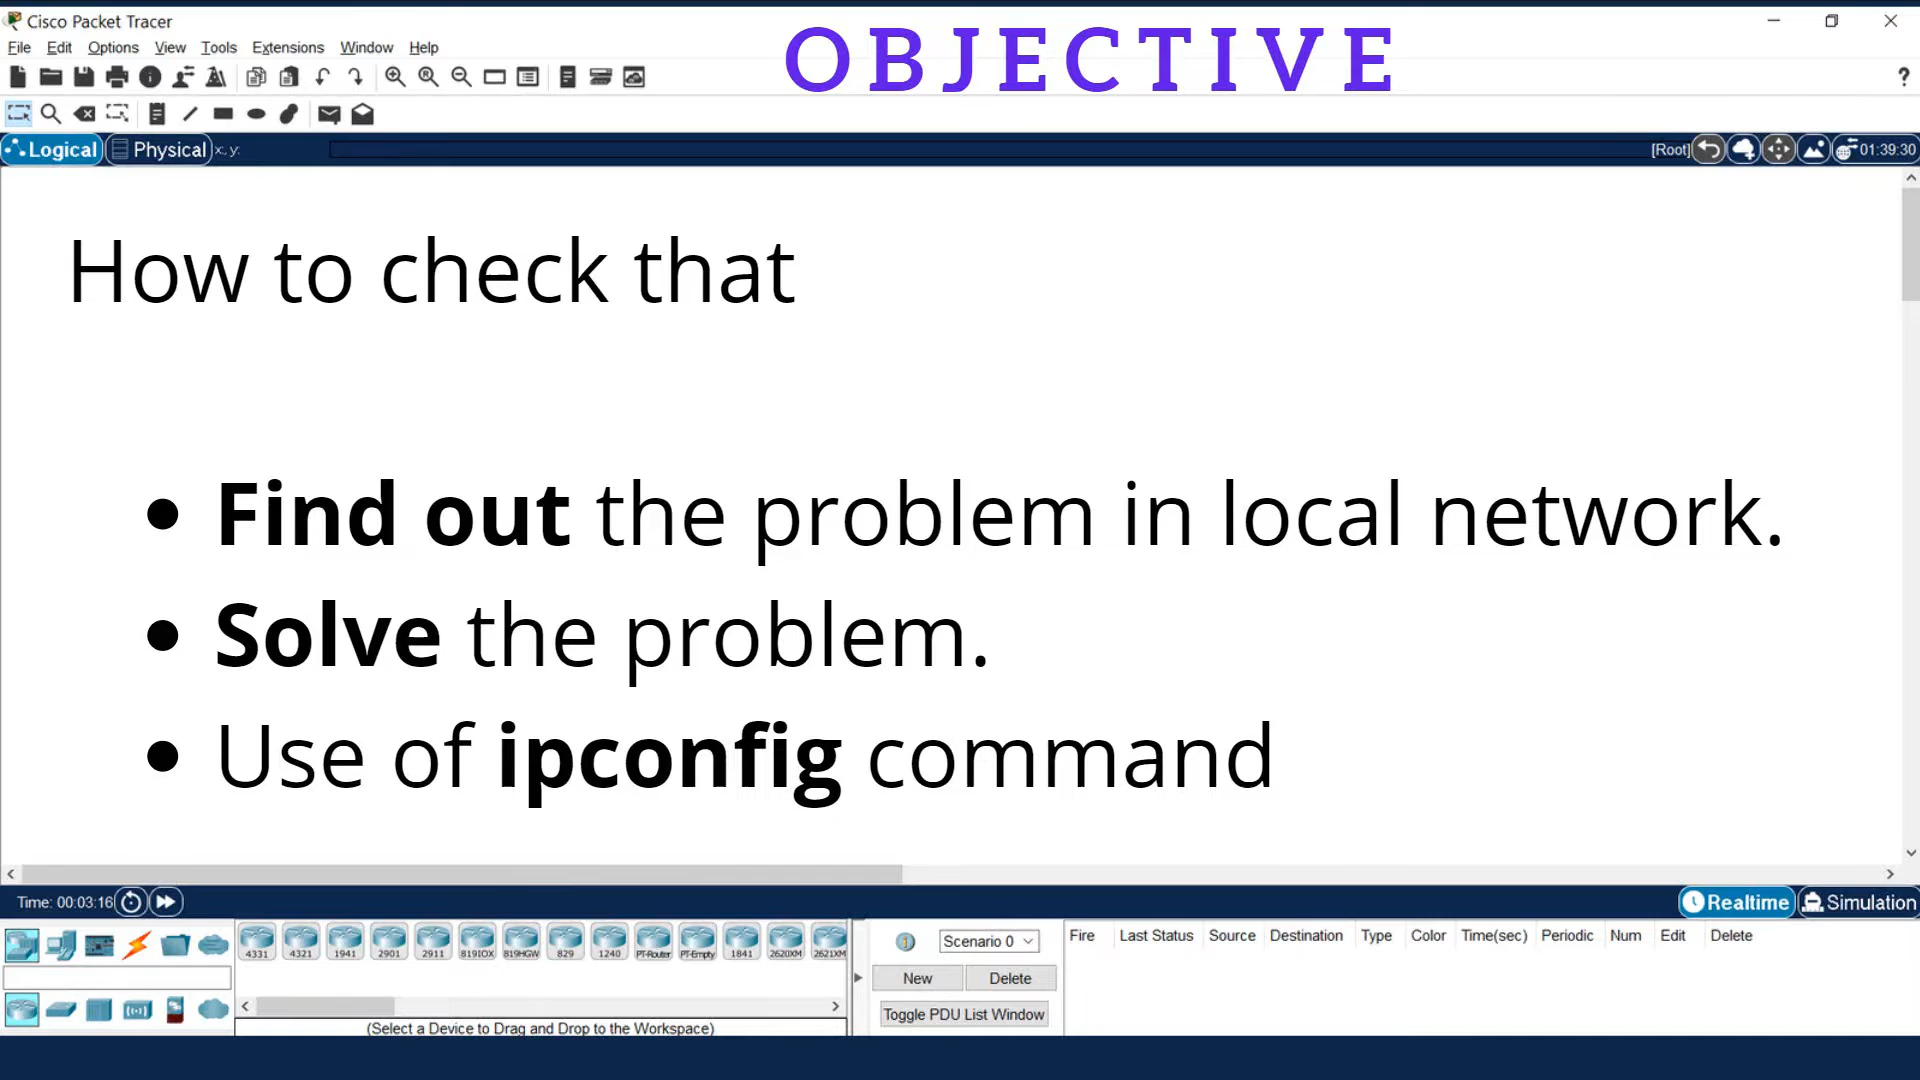 Cisco Packet Tracer
OBJECTIVE
File Edit Options View Tools Extensions Window Help
?
Logical Physical x:, y: [Root] 01:39:30
How to check that
• Find out the problem in local network.
• Solve the problem.
• Use of ipconfig command
Time: 00:03:16 Realtime Simulation
4331 4321 1941 2901 2911 819IOX 819HGW 829 1240 PT-Router PT-Empty 1841 2620XM 2621XM
Scenario 0
Fire Last Status Source Destination Type Color Time(sec) Periodic Num Edit Delete
New Delete
Toggle PDU List Window
(Select a Device to Drag and Drop to the Workspace)